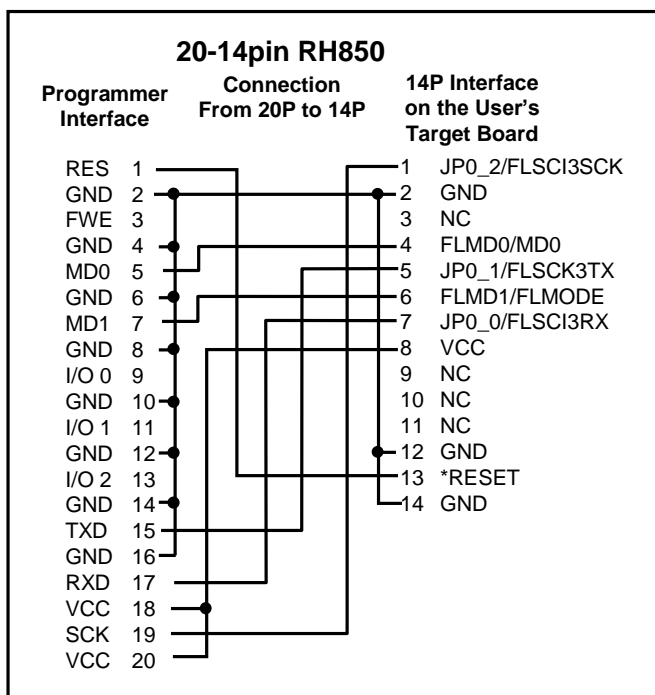 20-14pin RH850
Programmer
Interface
Connection
From 20P to 14P
14P Interface
on the User's
Target Board
RES 1
GND 2
FWE 3
GND 4
MD0 5
GND 6
MD1 7
GND 8
I/O 0 9
GND 10
I/O 1 11
GND 12
I/O 2 13
GND 14
TXD 15
GND 16
RXD 17
VCC 18
SCK 19
VCC 20
1 JP0_2/FLSCI3SCK
2 GND
3 NC
4 FLMD0/MD0
5 JP0_1/FLSCK3TX
6 FLMD1/FLMODE
7 JP0_0/FLSCI3RX
8 VCC
9 NC
10 NC
11 NC
12 GND
13 *RESET
14 GND